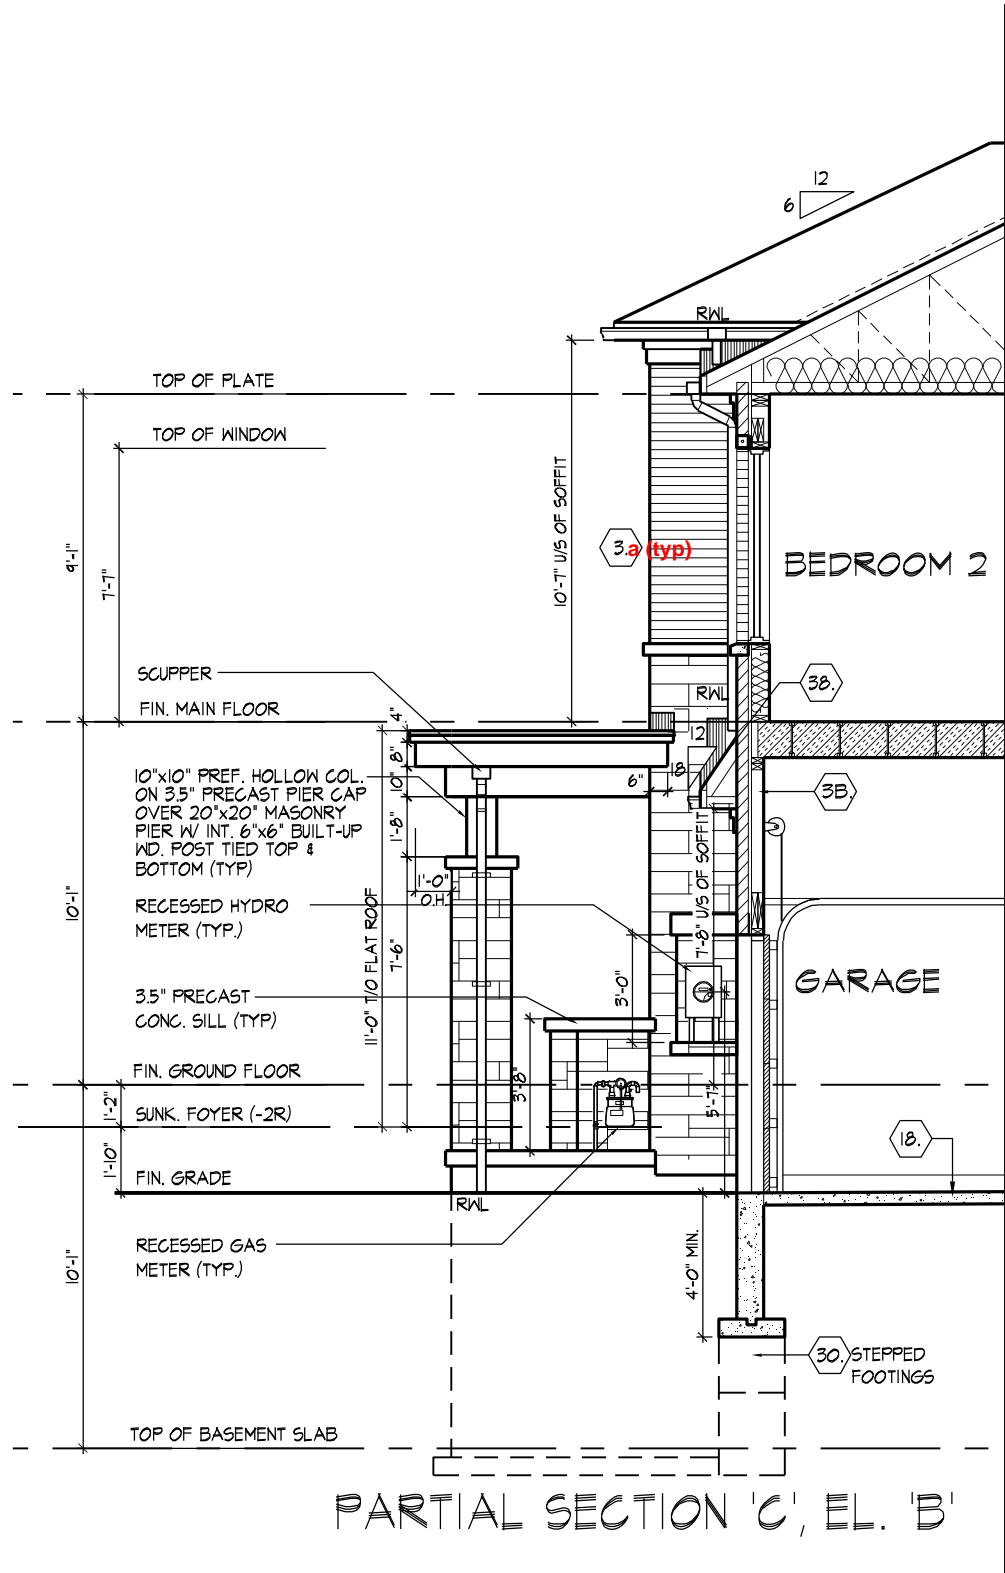 12
6
RWL
TOP OF PLATE
TOP OF WINDOW
10'-7" U/S OF SOFFIT
9'-1"
7'-7"
3.a (typ)
BEDROOM 2
SCUPPER
38.
RWL
FIN. MAIN FLOOR
4"
12
8"
18
10"
6"
10"x10" PREF. HOLLOW COL.
ON 3.5" PRECAST PIER CAP
OVER 20"x20" MASONRY
PIER W/ INT. 6"x6" BUILT-UP
WD. POST TIED TOP &
BOTTOM (TYP)
3B.
1'-8"
7'-8" U/S OF SOFFIT
1'-0"
O.H.
10'-1"
RECESSED HYDRO
METER (TYP.)
11'-0" T/O FLAT ROOF
7'-6"
3'-0"
GARAGE
3.5" PRECAST
CONC. SILL (TYP)
FIN. GROUND FLOOR
3'-8"
1'-2"
SUNK. FOYER (-2R)
5'-7"
18.
1'-10"
FIN. GRADE
RWL
RECESSED GAS
METER (TYP.)
10'-1"
4'-0" MIN.
30. STEPPED
FOOTINGS
TOP OF BASEMENT SLAB
PARTIAL SECTION 'C', EL. 'B'